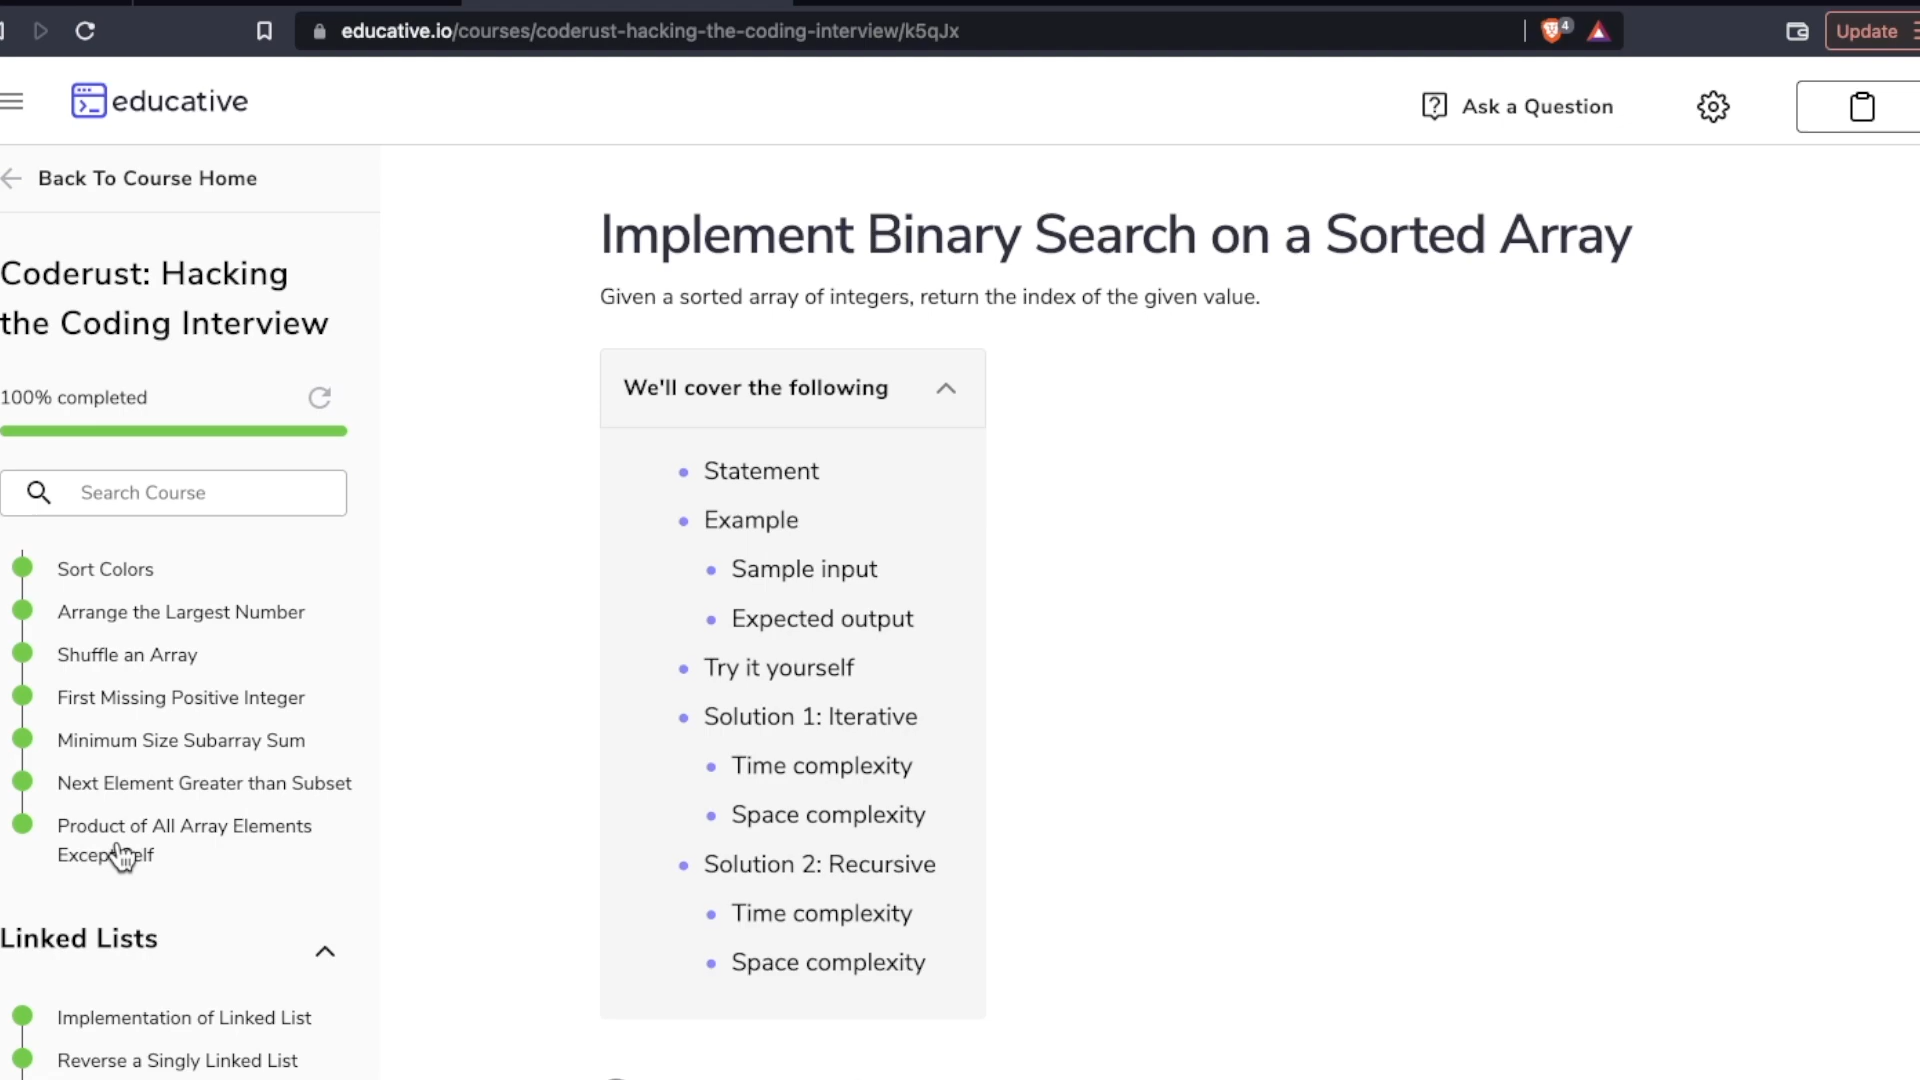 educative.io/courses/coderust-hacking-the-coding-interview/k5qJx
4
Update
educative
Ask a Question
Back To Course Home
Coderust: Hacking
the Coding Interview
100% completed
Search Course
Sort Colors
Arrange the Largest Number
Shuffle an Array
First Missing Positive Integer
Minimum Size Subarray Sum
Next Element Greater than Subset
Product of All Array Elements
Except Self
Linked Lists
Implementation of Linked List
Reverse a Singly Linked List
Implement Binary Search on a Sorted Array
Given a sorted array of integers, return the index of the given value.
We'll cover the following
Statement
Example
Sample input
Expected output
Try it yourself
Solution 1: Iterative
Time complexity
Space complexity
Solution 2: Recursive
Time complexity
Space complexity